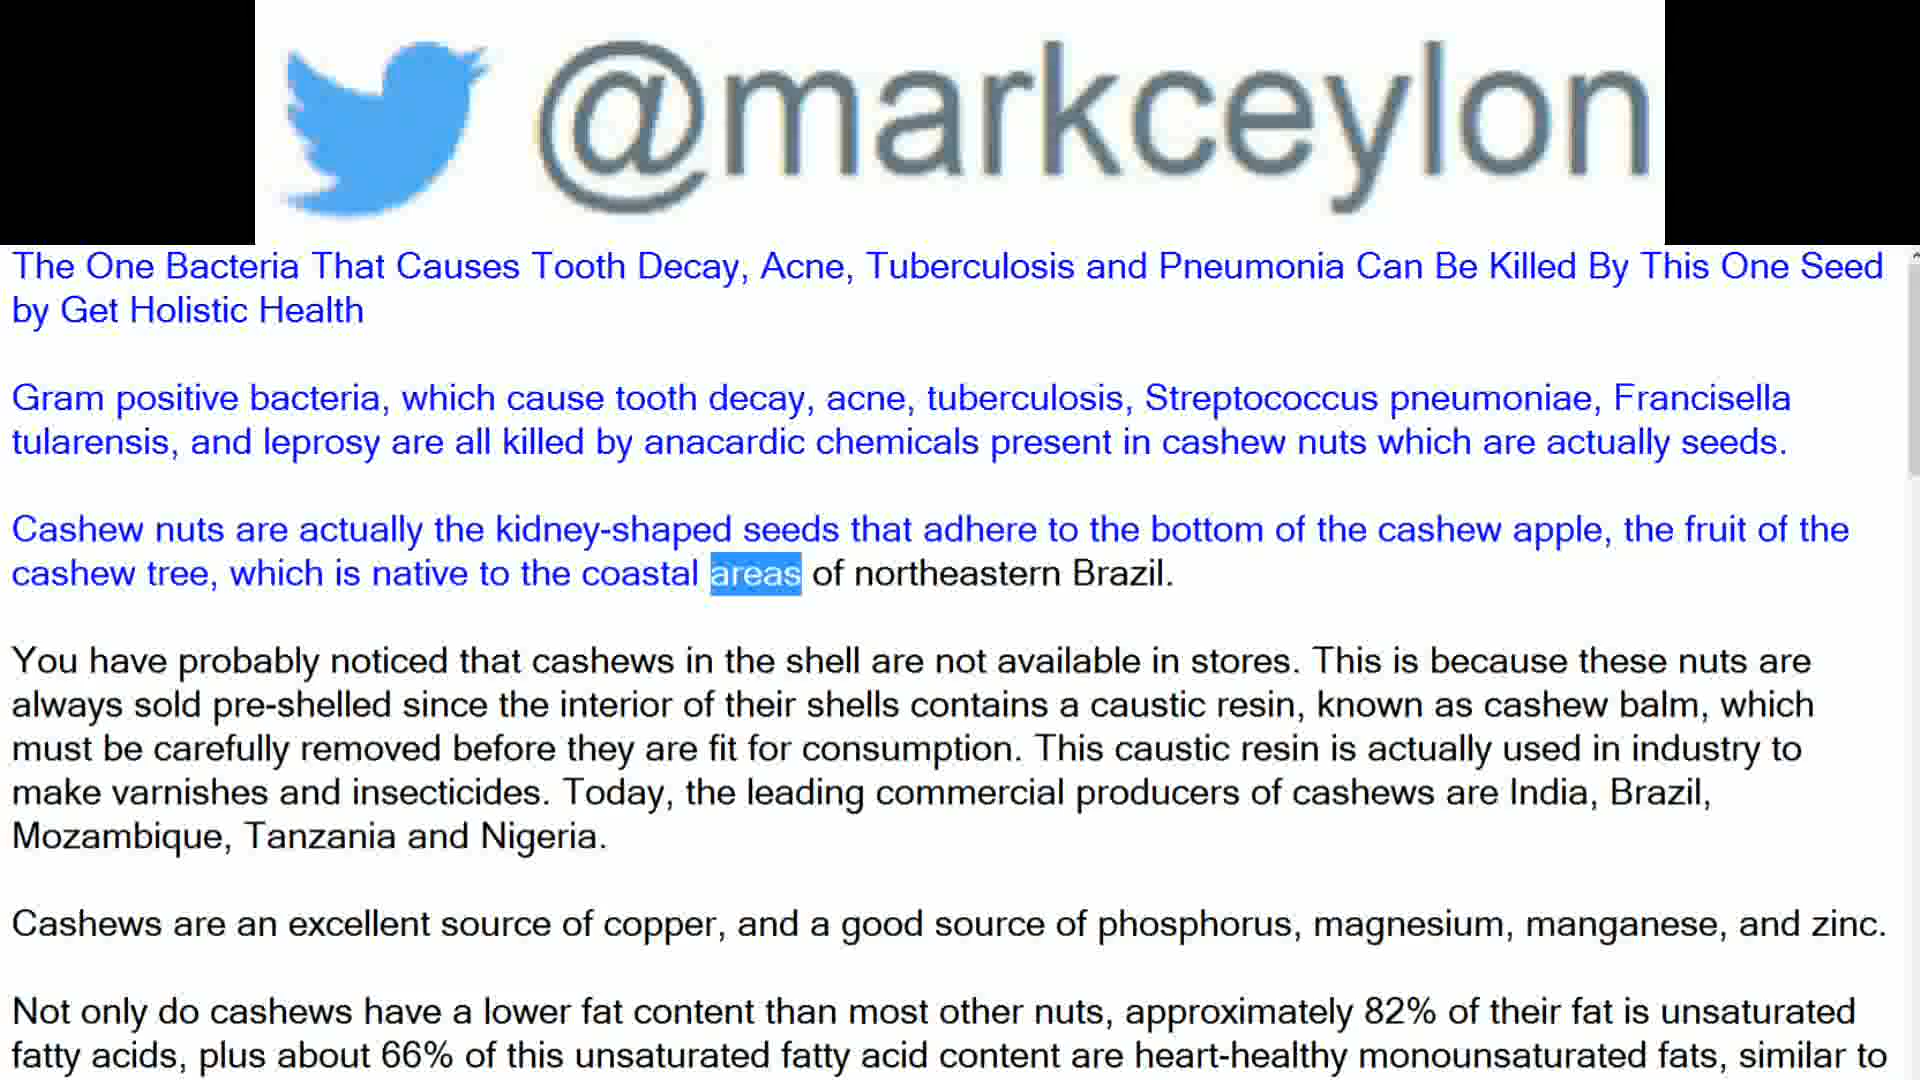 @markceylon
The One Bacteria That Causes Tooth Decay, Acne, Tuberculosis and Pneumonia Can Be Killed By This One Seed
by Get Holistic Health
Gram positive bacteria, which cause tooth decay, acne, tuberculosis, Streptococcus pneumoniae, Francisella
tularensis, and leprosy are all killed by anacardic chemicals present in cashew nuts which are actually seeds.
Cashew nuts are actually the kidney-shaped seeds that adhere to the bottom of the cashew apple, the fruit of the
cashew tree, which is native to the coastal areas of northeastern Brazil.
You have probably noticed that cashews in the shell are not available in stores. This is because these nuts are
always sold pre-shelled since the interior of their shells contains a caustic resin, known as cashew balm, which
must be carefully removed before they are fit for consumption. This caustic resin is actually used in industry to
make varnishes and insecticides. Today, the leading commercial producers of cashews are India, Brazil,
Mozambique, Tanzania and Nigeria.
Cashews are an excellent source of copper, and a good source of phosphorus, magnesium, manganese, and zinc.
Not only do cashews have a lower fat content than most other nuts, approximately 82% of their fat is unsaturated
fatty acids, plus about 66% of this unsaturated fatty acid content are heart-healthy monounsaturated fats, similar to